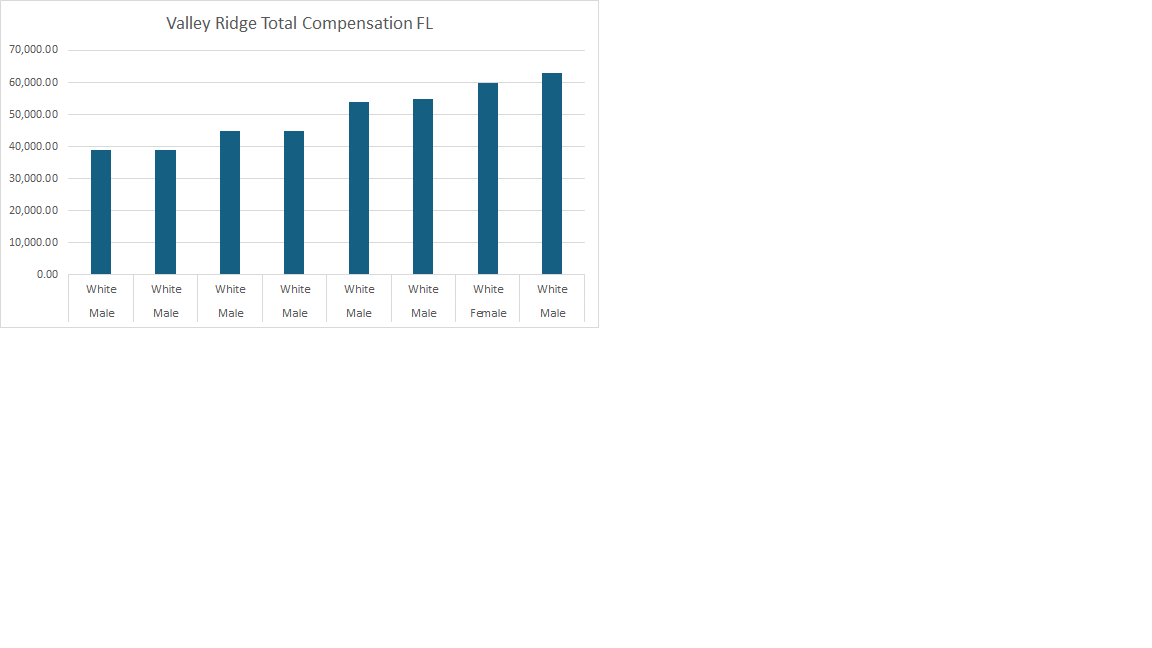 Valley Ridge Total Compensation FL
70,000.00
60,000.00
50,000.00
40,000.00
30,000.00
20,000.00
10,000.00
0.00
White White White White White White White White
Male Male Male Male Male Male Female Male